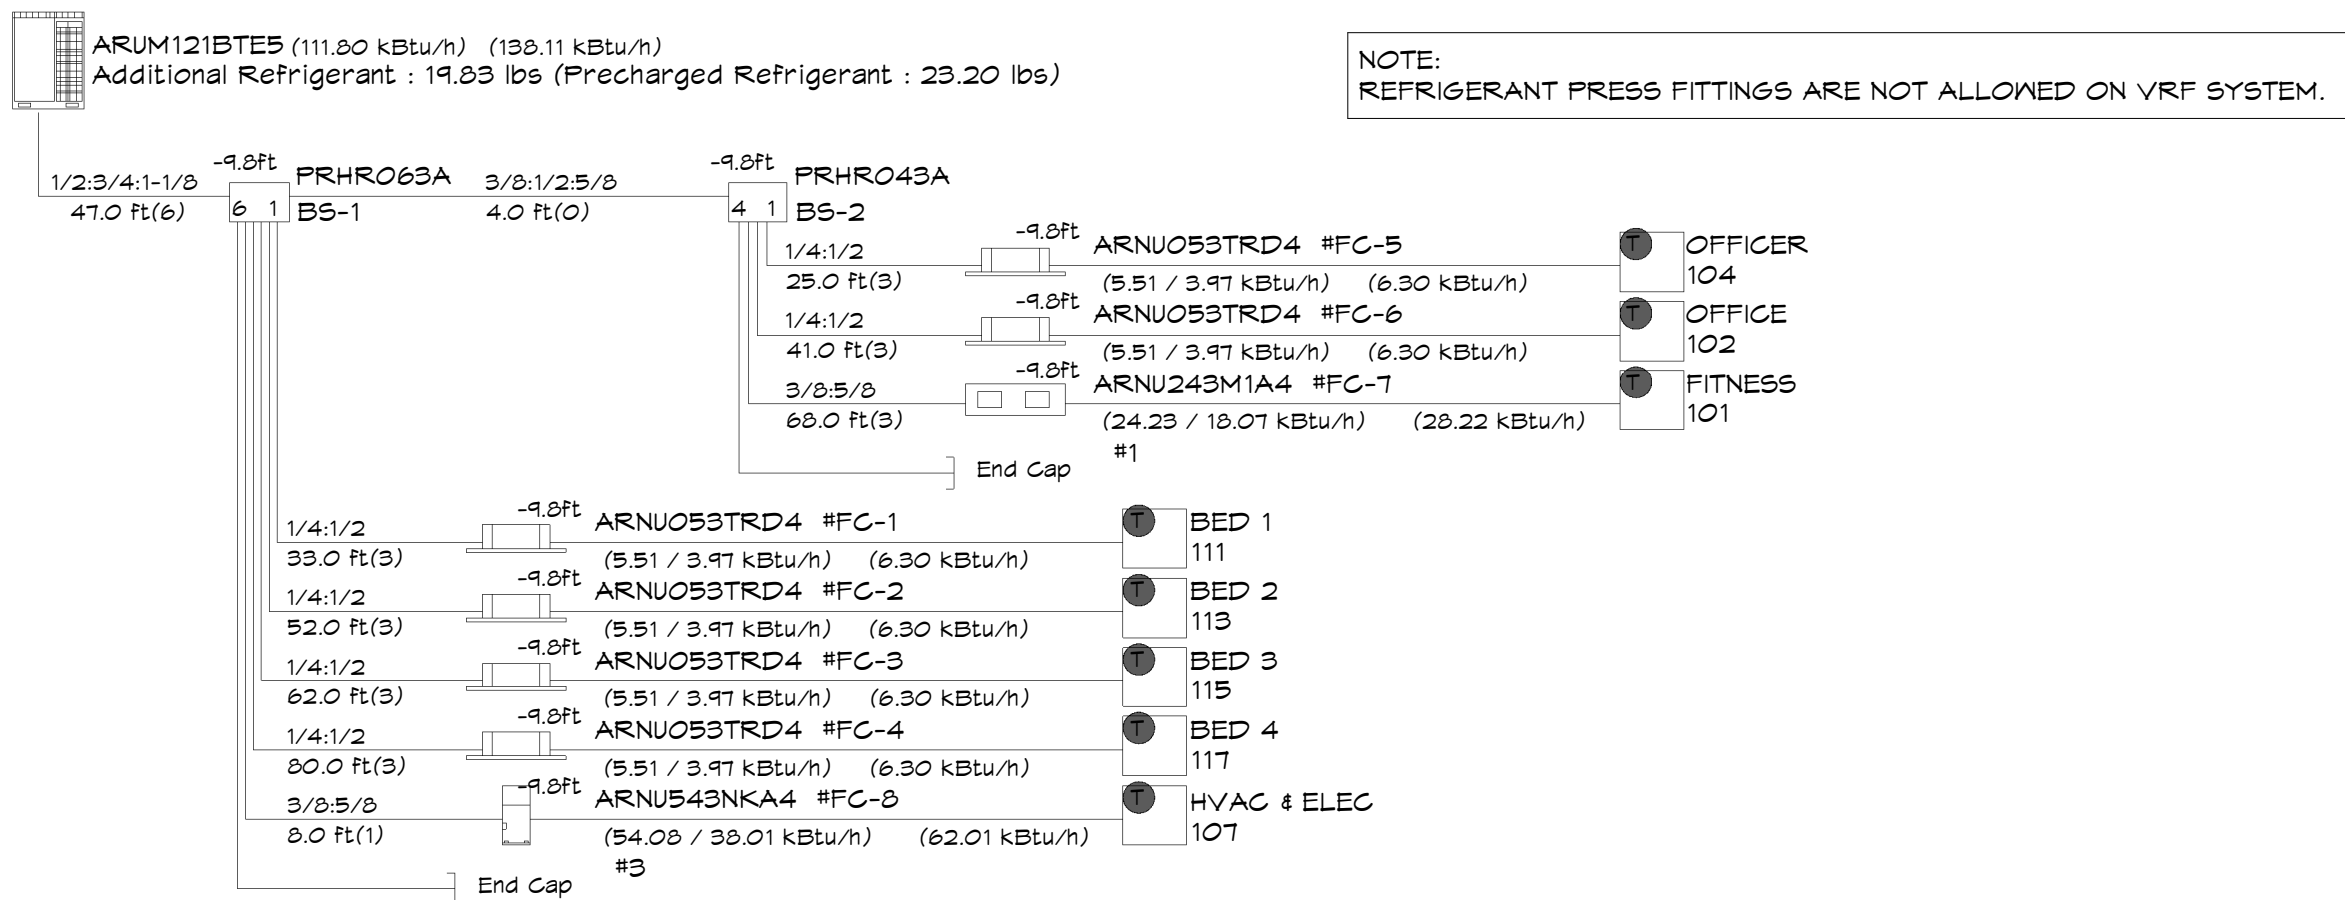 ARUM121BTE5 (111.80 kBtu/h) (138.11 kBtu/h)
Additional Refrigerant : 19.83 lbs (Precharged Refrigerant : 23.20 lbs)
NOTE:
REFRIGERANT PRESS FITTINGS ARE NOT ALLOWED ON VRF SYSTEM.
-9.8ft
1/2:3/4:1-1/8
47.0 ft(6)
6 1
PRHR063A
BS-1
3/8:1/2:5/8
4.0 ft(0)
-9.8ft
4 1
PRHR043A
BS-2
1/4:1/2
25.0 ft(3)
-9.8ft
ARNU053TRD4 #FC-5
(5.51 / 3.97 kBtu/h) (6.30 kBtu/h)
T
OFFICER
104
1/4:1/2
41.0 ft(3)
-9.8ft
ARNU053TRD4 #FC-6
(5.51 / 3.97 kBtu/h) (6.30 kBtu/h)
T
OFFICE
102
3/8:5/8
68.0 ft(3)
-9.8ft
ARNU243M1A4 #FC-7
(24.23 / 18.07 kBtu/h) (28.22 kBtu/h)
#1
T
FITNESS
101
End Cap
1/4:1/2
33.0 ft(3)
-9.8ft
ARNU053TRD4 #FC-1
(5.51 / 3.97 kBtu/h) (6.30 kBtu/h)
T
BED 1
111
1/4:1/2
52.0 ft(3)
-9.8ft
ARNU053TRD4 #FC-2
(5.51 / 3.97 kBtu/h) (6.30 kBtu/h)
T
BED 2
113
1/4:1/2
62.0 ft(3)
-9.8ft
ARNU053TRD4 #FC-3
(5.51 / 3.97 kBtu/h) (6.30 kBtu/h)
T
BED 3
115
1/4:1/2
80.0 ft(3)
-9.8ft
ARNU053TRD4 #FC-4
(5.51 / 3.97 kBtu/h) (6.30 kBtu/h)
T
BED 4
117
3/8:5/8
8.0 ft(1)
-9.8ft
ARNU543NKA4 #FC-8
(54.08 / 38.01 kBtu/h) (62.01 kBtu/h)
#3
T
HVAC & ELEC
107
End Cap